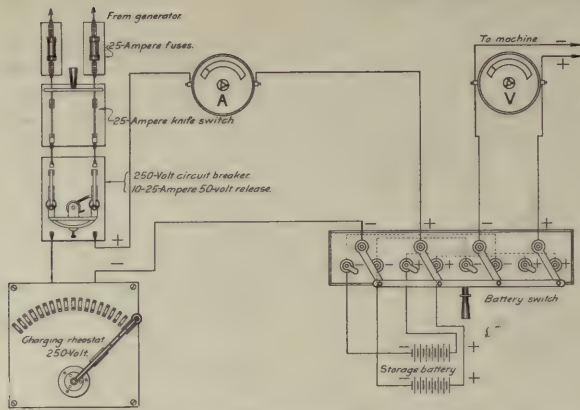 From generator.
25-Ampere fuses.
To machine
A
V
25-Ampere knife switch
250-Volt circuit breaker.
10-25-Ampere 50-volt release.
+
-
- + - +
- + - + - + - +
Battery switch
Charging rheostat
250-Volt.
- +
Storage battery
- +